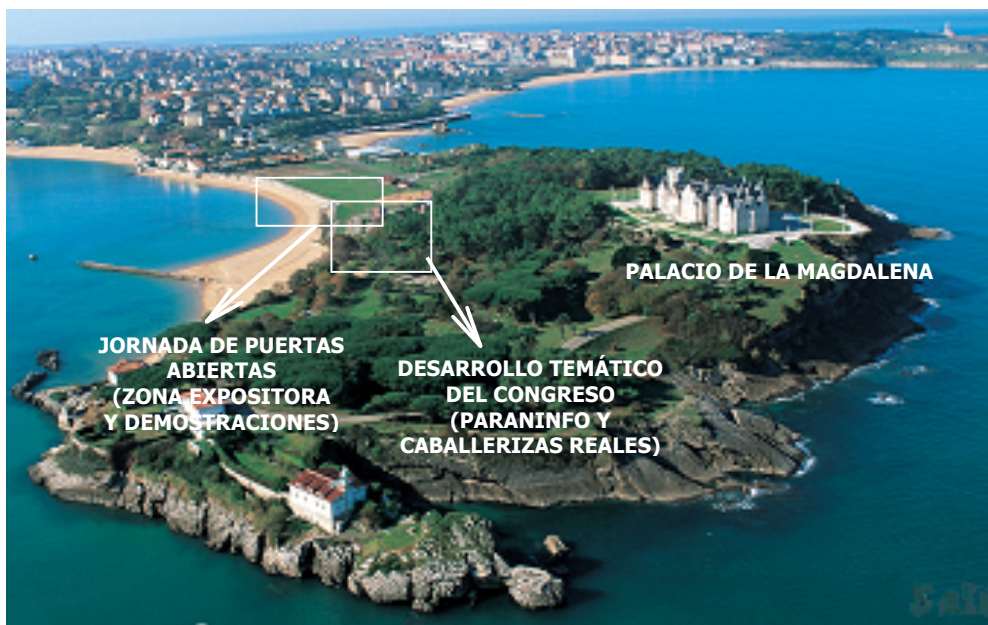 PALACIO DE LA MAGDALENA
JORNADA DE PUERTAS
ABIERTAS
(ZONA EXPOSITORA
Y DEMOSTRACIONES)
DESARROLLO TEMÁTICO
DEL CONGRESO
(PARANINFO Y
CABALLERIZAS REALES)